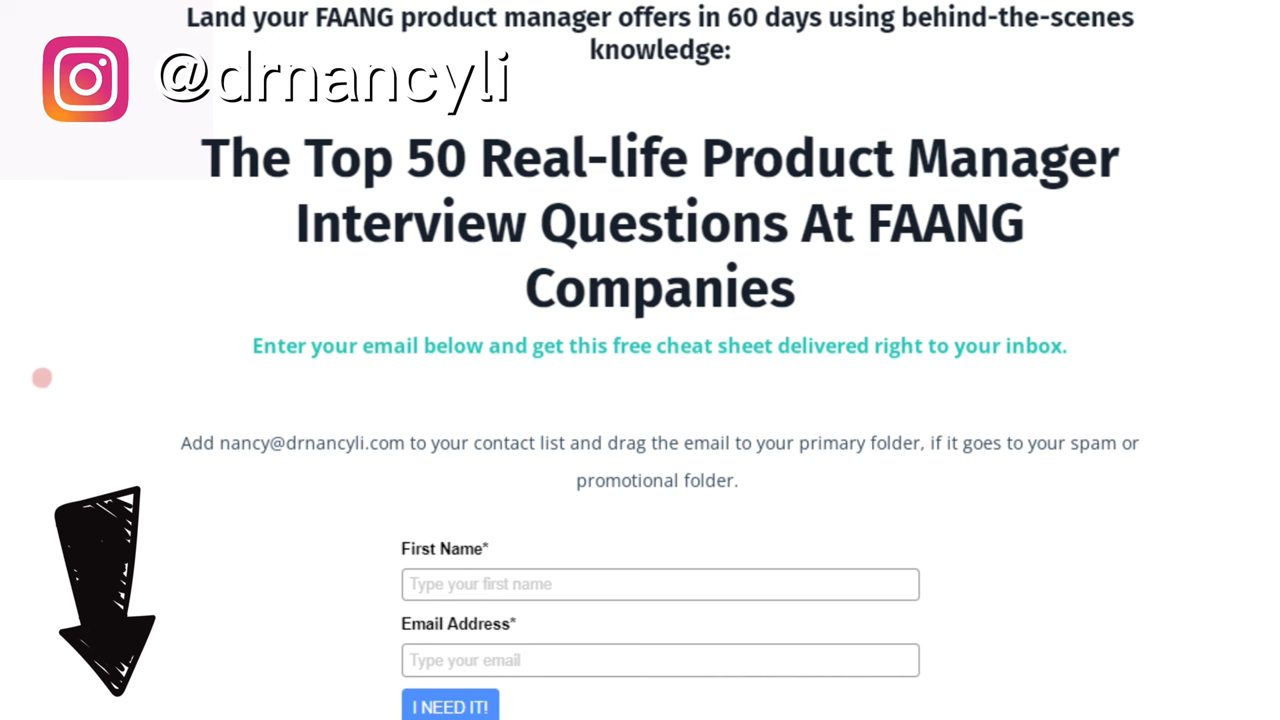 Land your FAANG product manager offers in 60 days using behind-the-scenes
knowledge:
@drnancyli
The Top 50 Real-life Product Manager
Interview Questions At FAANG
Companies
Enter your email below and get this free cheat sheet delivered right to your inbox.
Add nancy@drnancyli.com to your contact list and drag the email to your primary folder, if it goes to your spam or
promotional folder.
First Name*
Type your first name
Email Address*
Type your email
I NEED IT!